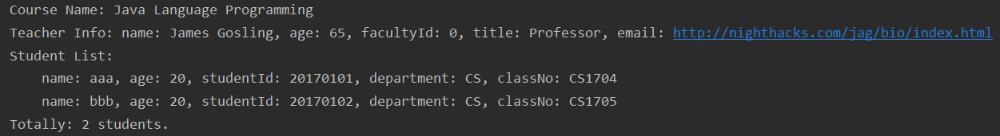 Course Name: Java Language Programming
Teacher Info: name: James Gosling, age: 65, facultyId: 0, title: Professor, email: http://nighthacks.com/jag/bio/index.html
Student List:
    name: aaa, age: 20, studentId: 20170101, department: CS, classNo: CS1704
    name: bbb, age: 20, studentId: 20170102, department: CS, classNo: CS1705
Totally: 2 students.